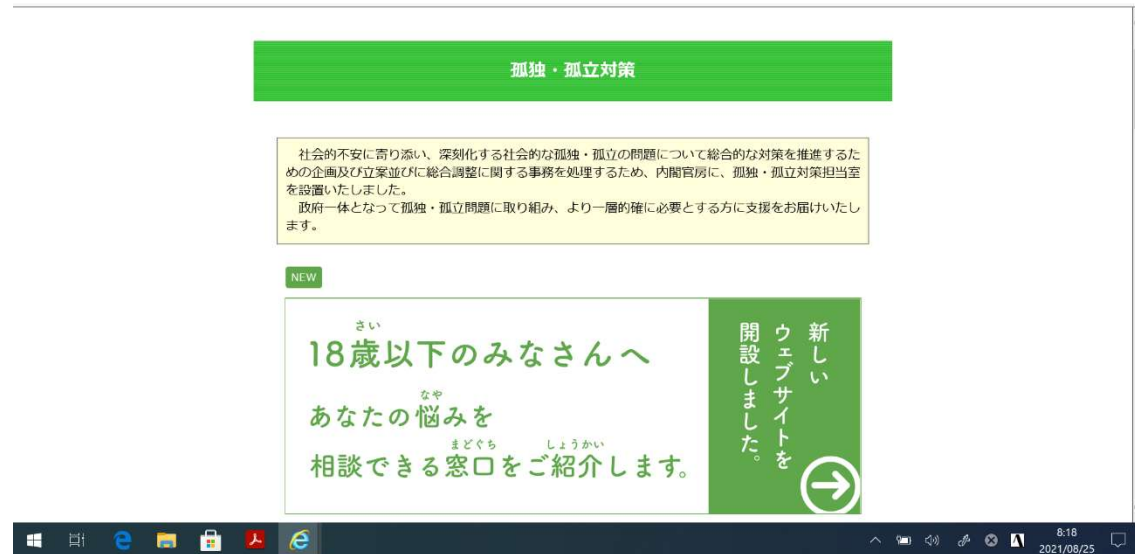 孤独・孤立対策
社会的不安に寄り添い、深刻化する社会的な孤独・孤立の問題について総合的な対策を推進するた
めの企画及び立案並びに総合調整に関する事務を処理するため、内閣官房に、孤独・孤立対策担当室
を設置いたしました。
政府一体となって孤独・孤立問題に取り組み、より一層的確に必要とする方に支援をお届けいたし
ます。
NEW
さい
18歳以下のみなさんへ
なや
あなたの悩みを
まどぐち しょうかい
相談できる窓口をご紹介します。
新しい
ウェブサイトを
開設しました。
8:18
2021/08/25